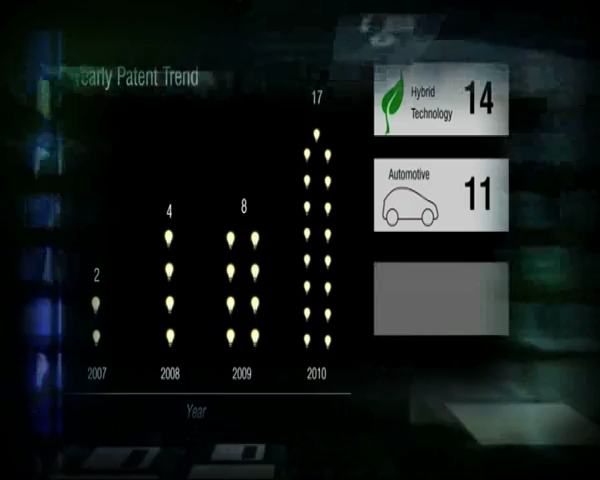 Yearly Patent Trend
17
8
4
2
2007
2008
2009
2010
Year
Hybrid
Technology
14
Automotive
11